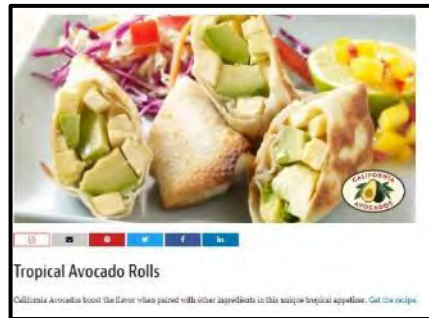 CALIFORNIA
AVOCADOS
Tropical Avocado Rolls
California Avocados boost the flavor when paired with other ingredients in this unique tropical appetizer. Get the recipe.